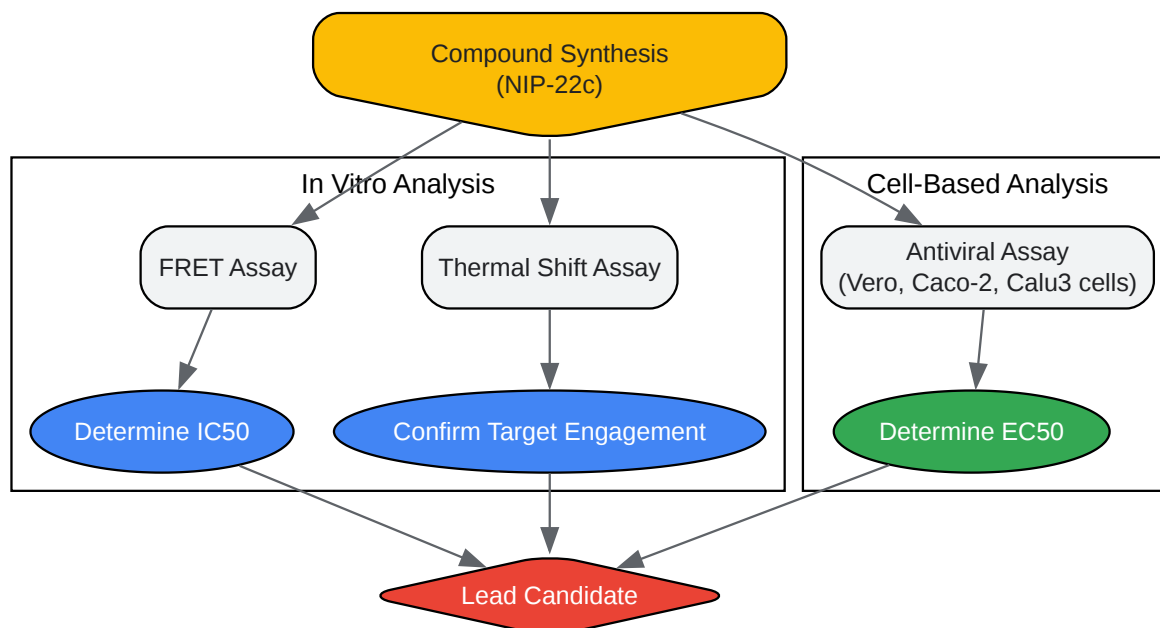 Compound Synthesis
(NIP-22c)
In Vitro Analysis
Cell-Based Analysis
FRET Assay
Thermal Shift Assay
Antiviral Assay
(Vero, Caco-2, Calu3 cells)
Determine IC50
Confirm Target Engagement
Determine EC50
Lead Candidate